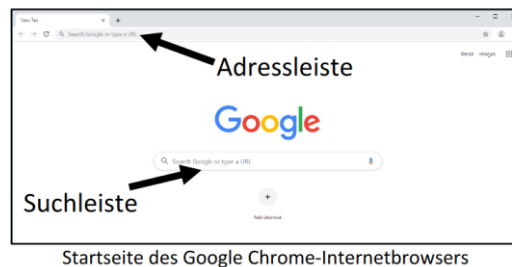 New Tab
Search Google or type a URL
Gmail Images
Adressleiste
Google
Search Google or type a URL
Suchleiste
Add shortcut
Startseite des Google Chrome-Internetbrowsers